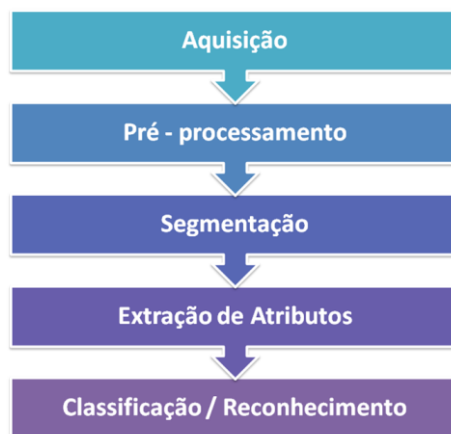 Aquisição
Pré - processamento
Segmentação
Extração de Atributos
Classificação / Reconhecimento